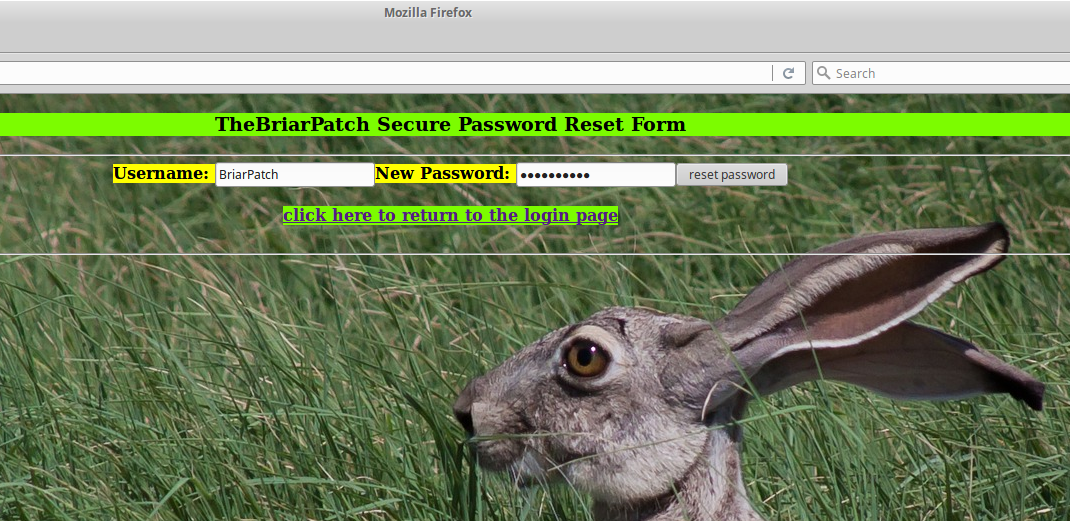 Mozilla Firefox
Search
TheBriarPatch Secure Password Reset Form
Username: BriarPatch New Password: •••••••••• reset password
click here to return to the login page